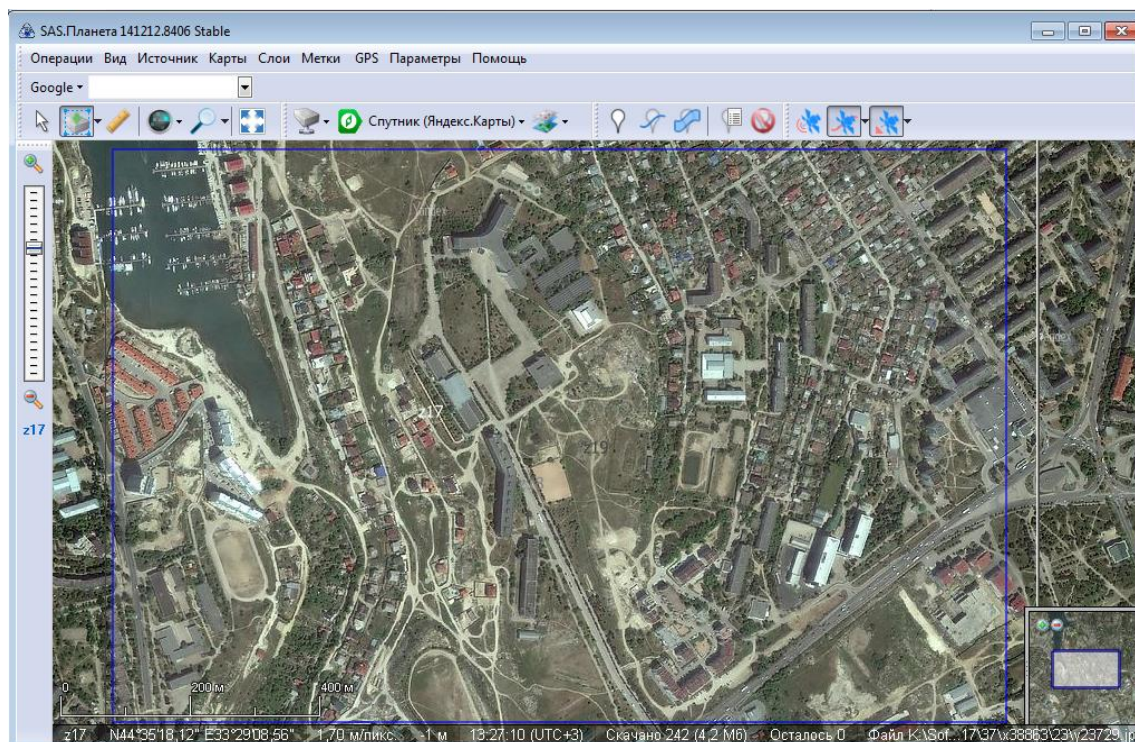 SAS.Планета 141212.8406 Stable
Операции Вид Источник Карты Слои Метки GPS Параметры Помощь
Google
Спутник (Яндекс.Карты)
z17
z17
z19
0 200 м 400 м
z17 N44°35'18,12" E33°29'08,56" 1,70 м/пикс. -1 м 13:27:10 (UTC+3) Скачано 242 (4,2 Мб) Осталось 0 Файл K:\Sof...17\37\x38863\23\y23729.jp